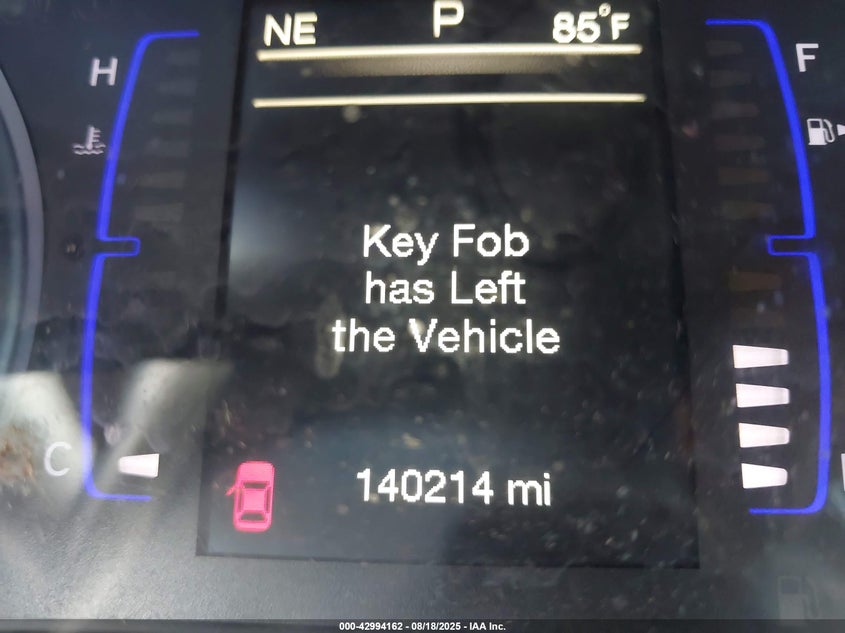 NE P 85°F
H F
Key Fob
has Left
the Vehicle
C
140214 mi
000-42994162 - 08/18/2025 - IAA Inc.